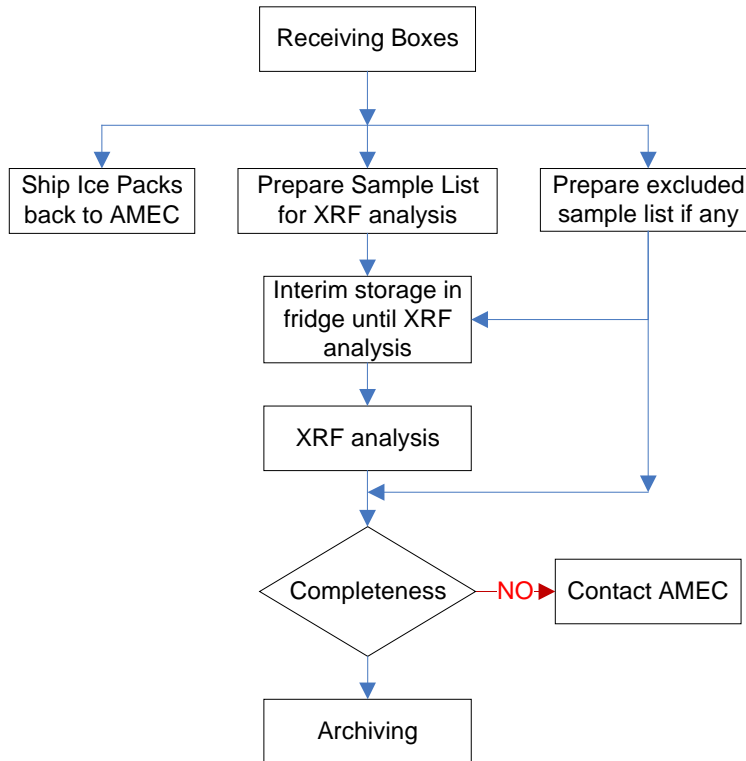 Receiving Boxes
Ship Ice Packs
back to AMEC
Prepare Sample List
for XRF analysis
Prepare excluded
sample list if any
Interim storage in
fridge until XRF
analysis
XRF analysis
Completeness
NO
Contact AMEC
Archiving